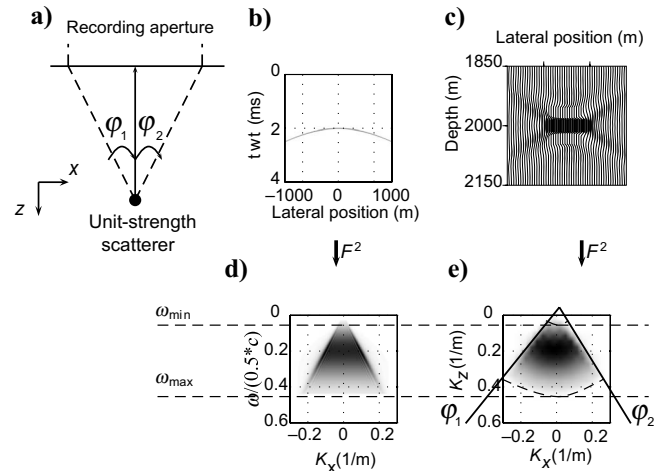 a)
Recording aperture
φ1
φ2
x
z
Unit-strength
scatterer
b)
twt (ms)
0
2
4
−1000
0
1000
Lateral position (m)
F²
c)
Lateral position (m)
Depth (m)
1850
2000
2150
F²
d)
ωmin
ωmax
ω/(0.5*c)
0
0.2
0.4
0.6
−0.2
0
0.2
Kx(1/m)
e)
Kz(1/m)
0
0.2
0.4
0.6
φ1
φ2
−0.2
0
0.2
Kx(1/m)